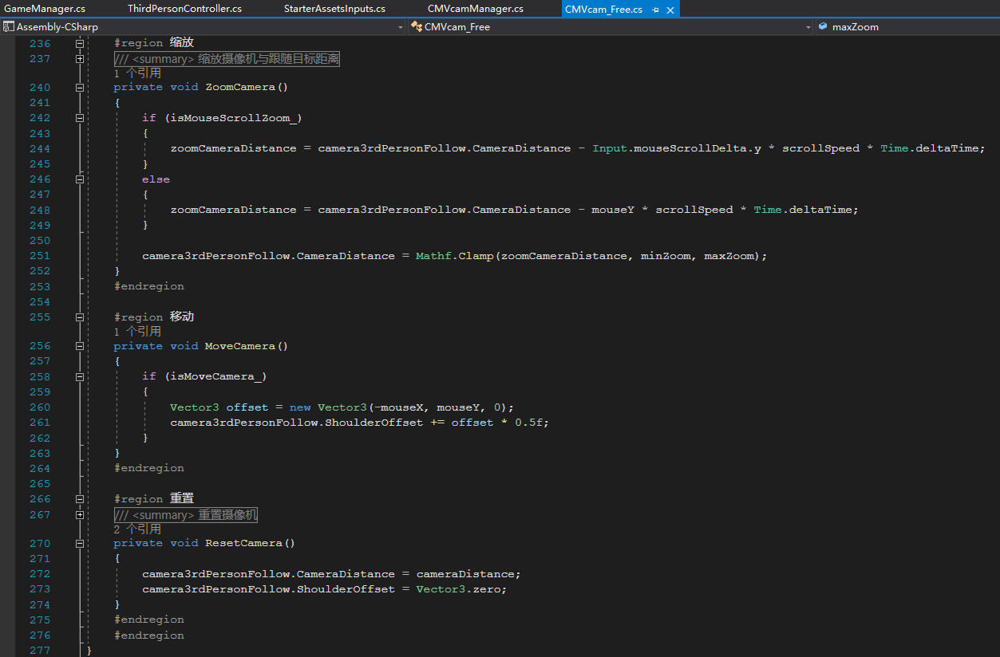 GameManager.cs ThirdPersonController.cs StarterAssetsInputs.cs CMVcamManager.cs CMVcam_Free.cs
Assembly-CSharp CMVcam_Free maxZoom
236 #region 缩放
237 /// <summary> 缩放摄像机与跟随目标距离
1 个引用
240 private void ZoomCamera()
241 {
242 if (isMouseScrollZoom_)
243 {
244 zoomCameraDistance = camera3rdPersonFollow.CameraDistance - Input.mouseScrollDelta.y * scrollSpeed * Time.deltaTime;
245 }
246 else
247 {
248 zoomCameraDistance = camera3rdPersonFollow.CameraDistance - mouseY * scrollSpeed * Time.deltaTime;
249 }
250
251 camera3rdPersonFollow.CameraDistance = Mathf.Clamp(zoomCameraDistance, minZoom, maxZoom);
252 }
253 #endregion
254
255 #region 移动
1 个引用
256 private void MoveCamera()
257 {
258 if (isMoveCamera_)
259 {
260 Vector3 offset = new Vector3(-mouseX, mouseY, 0);
261 camera3rdPersonFollow.ShoulderOffset += offset * 0.5f;
262 }
263 }
264 #endregion
265
266 #region 重置
267 /// <summary> 重置摄像机
2 个引用
270 private void ResetCamera()
271 {
272 camera3rdPersonFollow.CameraDistance = cameraDistance;
273 camera3rdPersonFollow.ShoulderOffset = Vector3.zero;
274 }
275 #endregion
276 #endregion
277 }